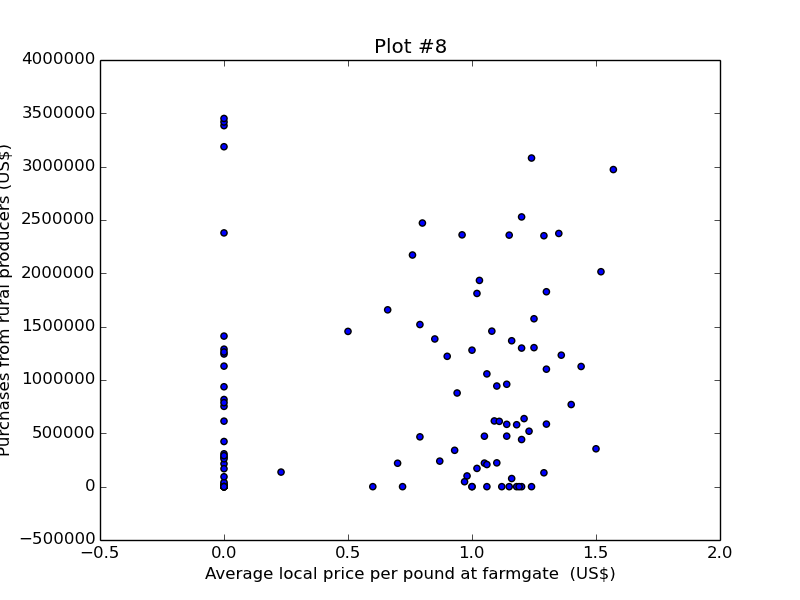 Plot #8
4000000
3500000
3000000
2500000
2000000
1500000
1000000
500000
0
−500000
−0.5 0.0 0.5 1.0 1.5 2.0
Purchases from rural producers (US$)
Average local price per pound at farmgate  (US$)